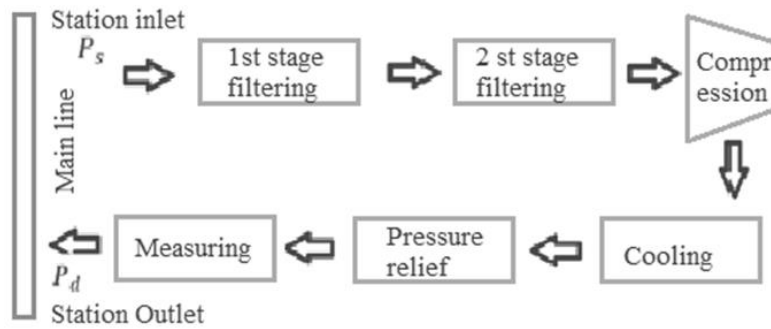 Station inlet
P_s
1st stage
filtering
2 st stage
filtering
Compr
ession
Main line
Measuring
Pressure
relief
Cooling
P_d
Station Outlet